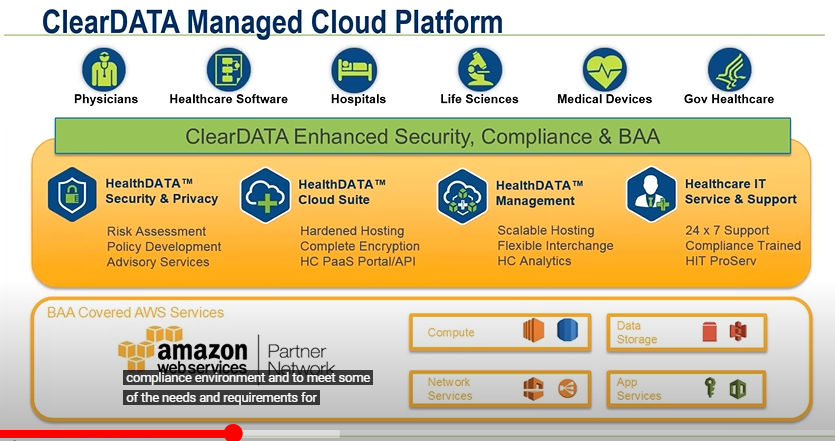 ClearDATA Managed Cloud Platform
Physicians
Healthcare Software
Hospitals
Life Sciences
Medical Devices
Gov Healthcare
ClearDATA Enhanced Security, Compliance & BAA
HealthDATA™
Security & Privacy
Risk Assessment
Policy Development
Advisory Services
HealthDATA™
Cloud Suite
Hardened Hosting
Complete Encryption
HC PaaS Portal/API
HealthDATA™
Management
Scalable Hosting
Flexible Interchange
HC Analytics
Healthcare IT
Service & Support
24 x 7 Support
Compliance Trained
HIT ProServ
BAA Covered AWS Services
amazon
webservices
Partner
Network
Compute
Data
Storage
Network
Services
App
Services
compliance environment and to meet some
of the needs and requirements for